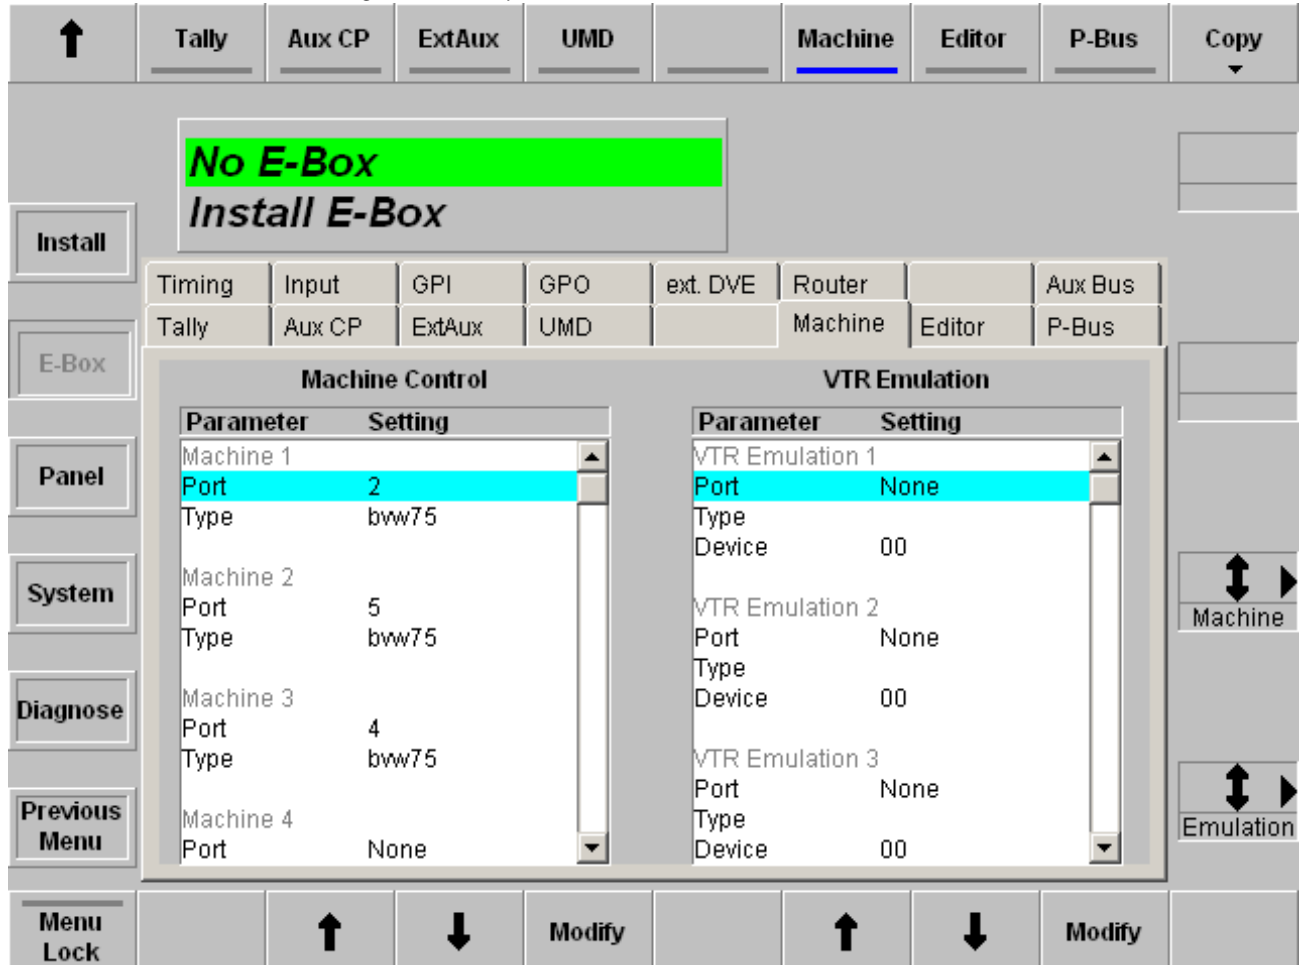 Tally Aux CP ExtAux UMD Machine Editor P-Bus Copy
No E-Box
Install E-Box
Install
E-Box
Panel
System
Diagnose
Previous
Menu
Timing Input GPI GPO ext. DVE Router Aux Bus
Tally Aux CP ExtAux UMD Machine Editor P-Bus
Machine Control
Parameter Setting
Machine 1
Port 2
Type bvw75
Machine 2
Port 5
Type bvw75
Machine 3
Port 4
Type bvw75
Machine 4
Port None
VTR Emulation
Parameter Setting
VTR Emulation 1
Port None
Type
Device 00
VTR Emulation 2
Port None
Type
Device 00
VTR Emulation 3
Port None
Type
Device 00
Machine
Emulation
Menu
Lock
Modify
Modify